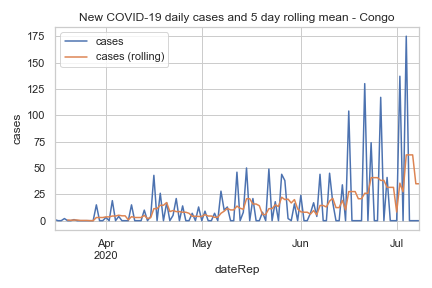 New COVID-19 daily cases and 5 day rolling mean - Congo
cases
cases (rolling)
175
150
125
100
75
50
25
0
cases
Apr
2020
May
Jun
Jul
dateRep